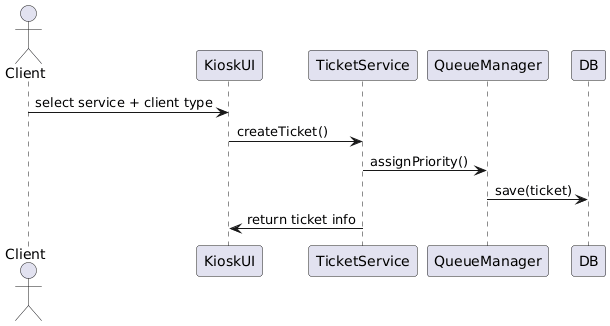 Client
KioskUI
TicketService
QueueManager
DB
select service + client type
createTicket()
assignPriority()
save(ticket)
return ticket info
Client
KioskUI
TicketService
QueueManager
DB